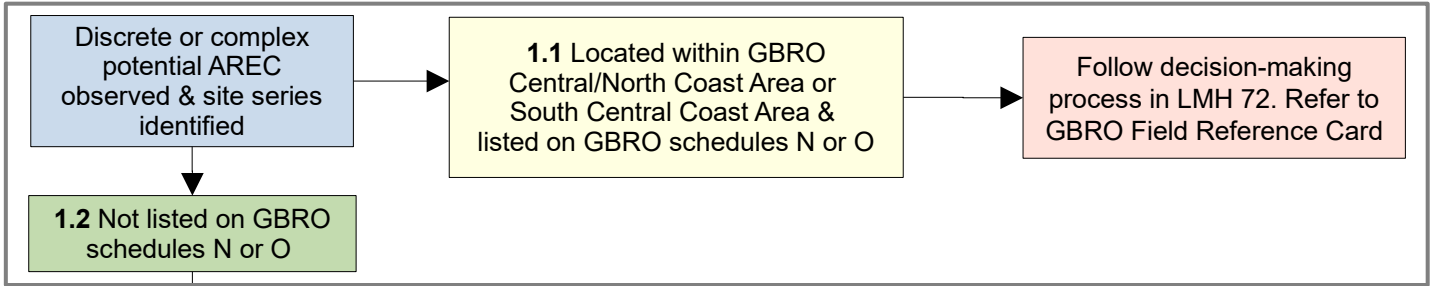 Discrete or complex
potential AREC
observed & site series
identified
1.1 Located within GBRO
Central/North Coast Area or
South Central Coast Area &
listed on GBRO schedules N or O
Follow decision-making
process in LMH 72. Refer to
GBRO Field Reference Card
1.2 Not listed on GBRO
schedules N or O